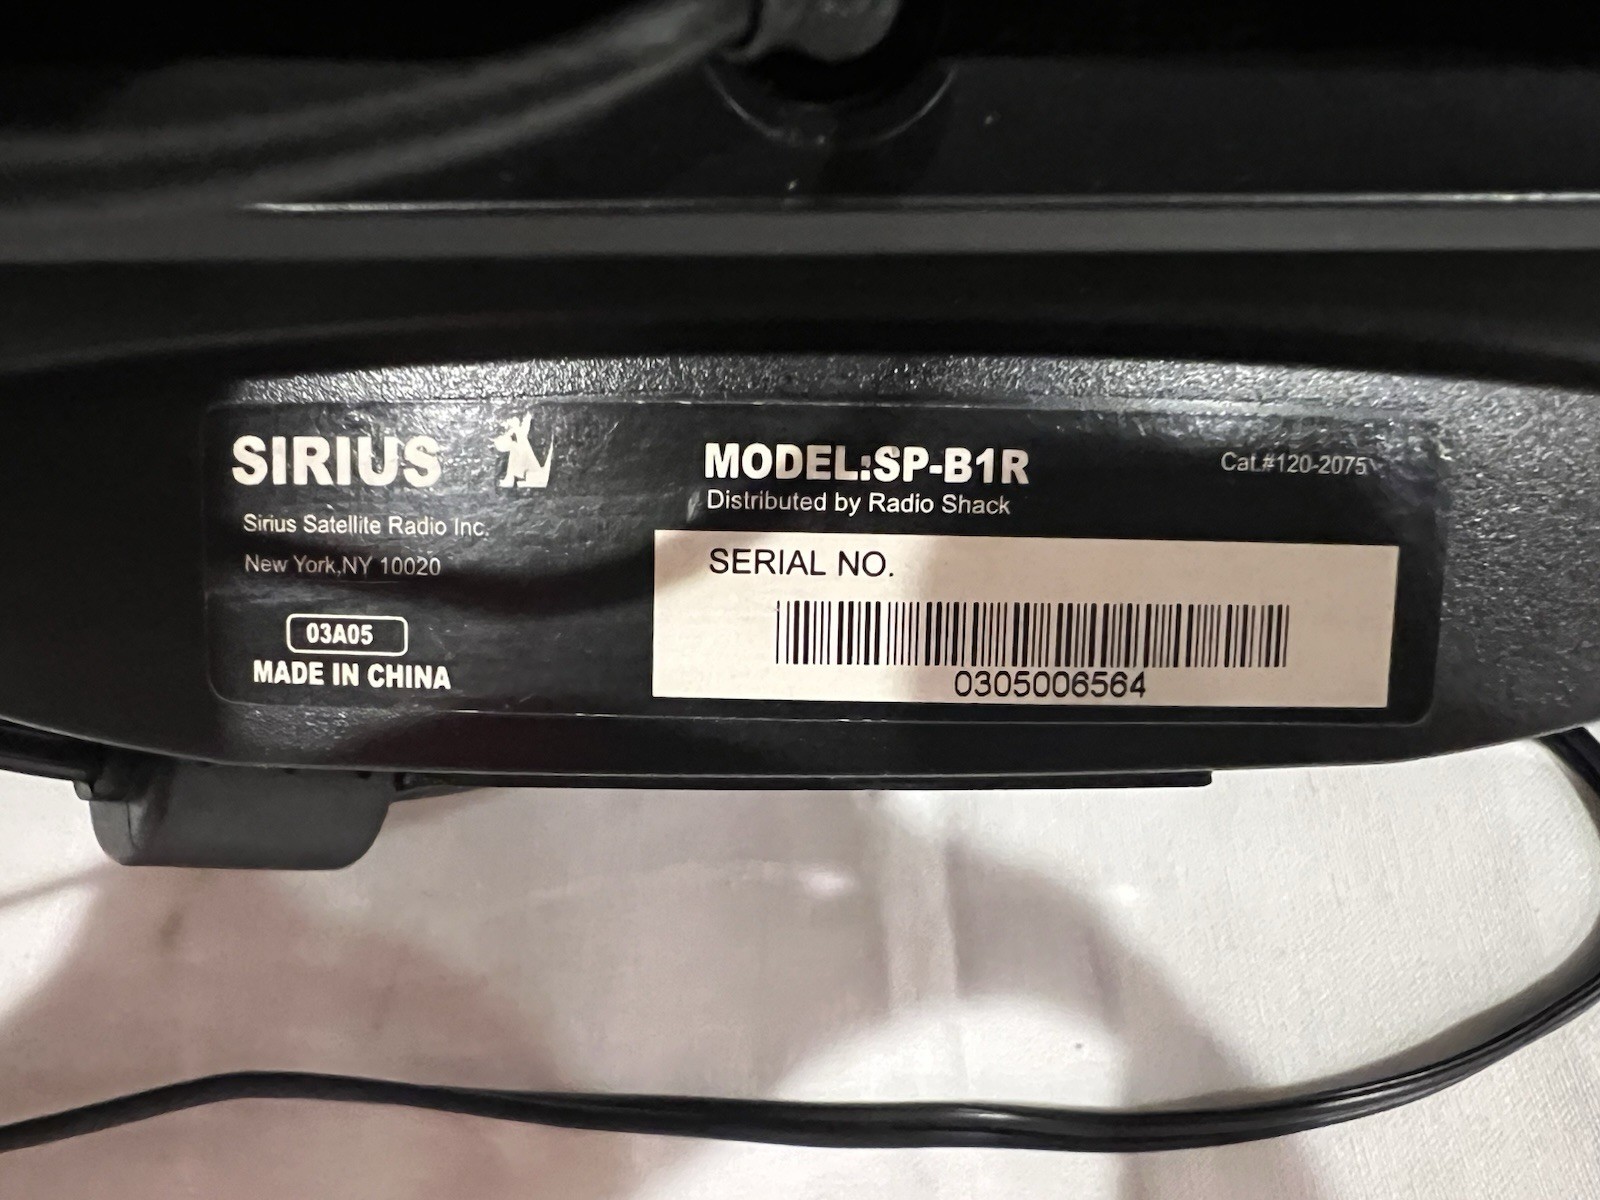 SIRIUS
Sirius Satellite Radio Inc.
New York,NY 10020
03A05
MADE IN CHINA
MODEL:SP-B1R
Distributed by Radio Shack
Cat.#120-2075
SERIAL NO.
0305006564